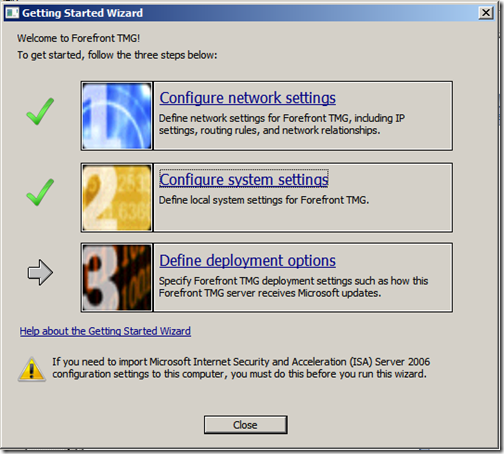 Getting Started Wizard
Welcome to Forefront TMG!
To get started, follow the three steps below:
1
Configure network settings
Define network settings for Forefront TMG, including IP
settings, routing rules, and network relationships.
2
Configure system settings
Define local system settings for Forefront TMG.
3
Define deployment options
Specify Forefront TMG deployment settings such as how this
Forefront TMG server receives Microsoft updates.
Help about the Getting Started Wizard
If you need to import Microsoft Internet Security and Acceleration (ISA) Server 2006
configuration settings to this computer, you must do this before you run this wizard.
Close